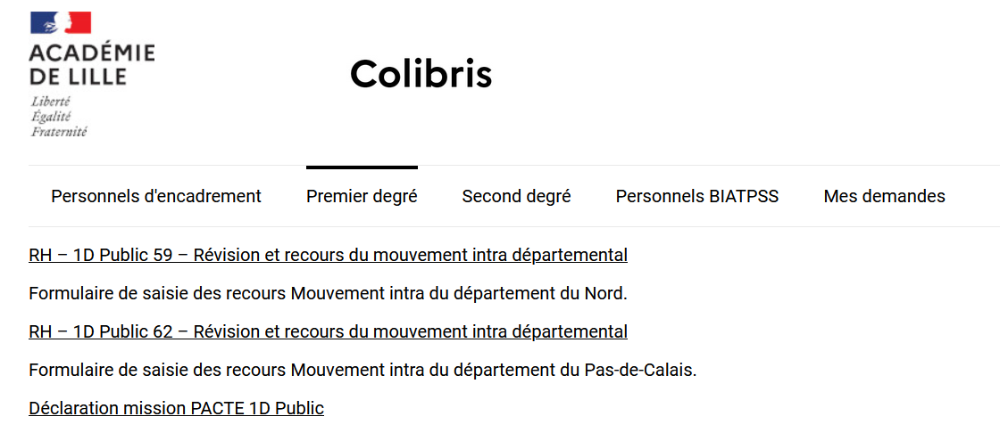 ACADÉMIE
DE LILLE
Liberté
Égalité
Fraternité
Colibris
Personnels d'encadrement
Premier degré
Second degré
Personnels BIATPSS
Mes demandes
RH – 1D Public 59 – Révision et recours du mouvement intra départemental
Formulaire de saisie des recours Mouvement intra du département du Nord.
RH – 1D Public 62 – Révision et recours du mouvement intra départemental
Formulaire de saisie des recours Mouvement intra du département du Pas-de-Calais.
Déclaration mission PACTE 1D Public